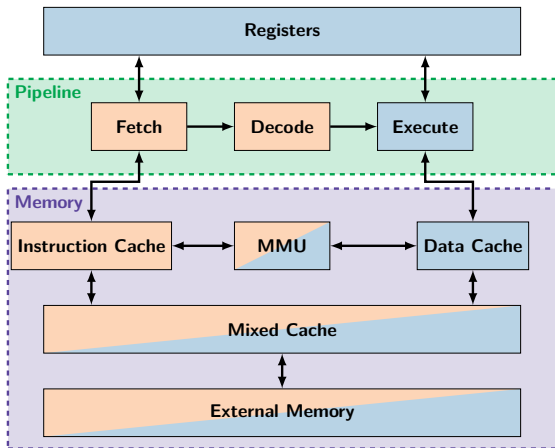 Registers
Pipeline
Fetch
Decode
Execute
Memory
Instruction Cache
MMU
Data Cache
Mixed Cache
External Memory